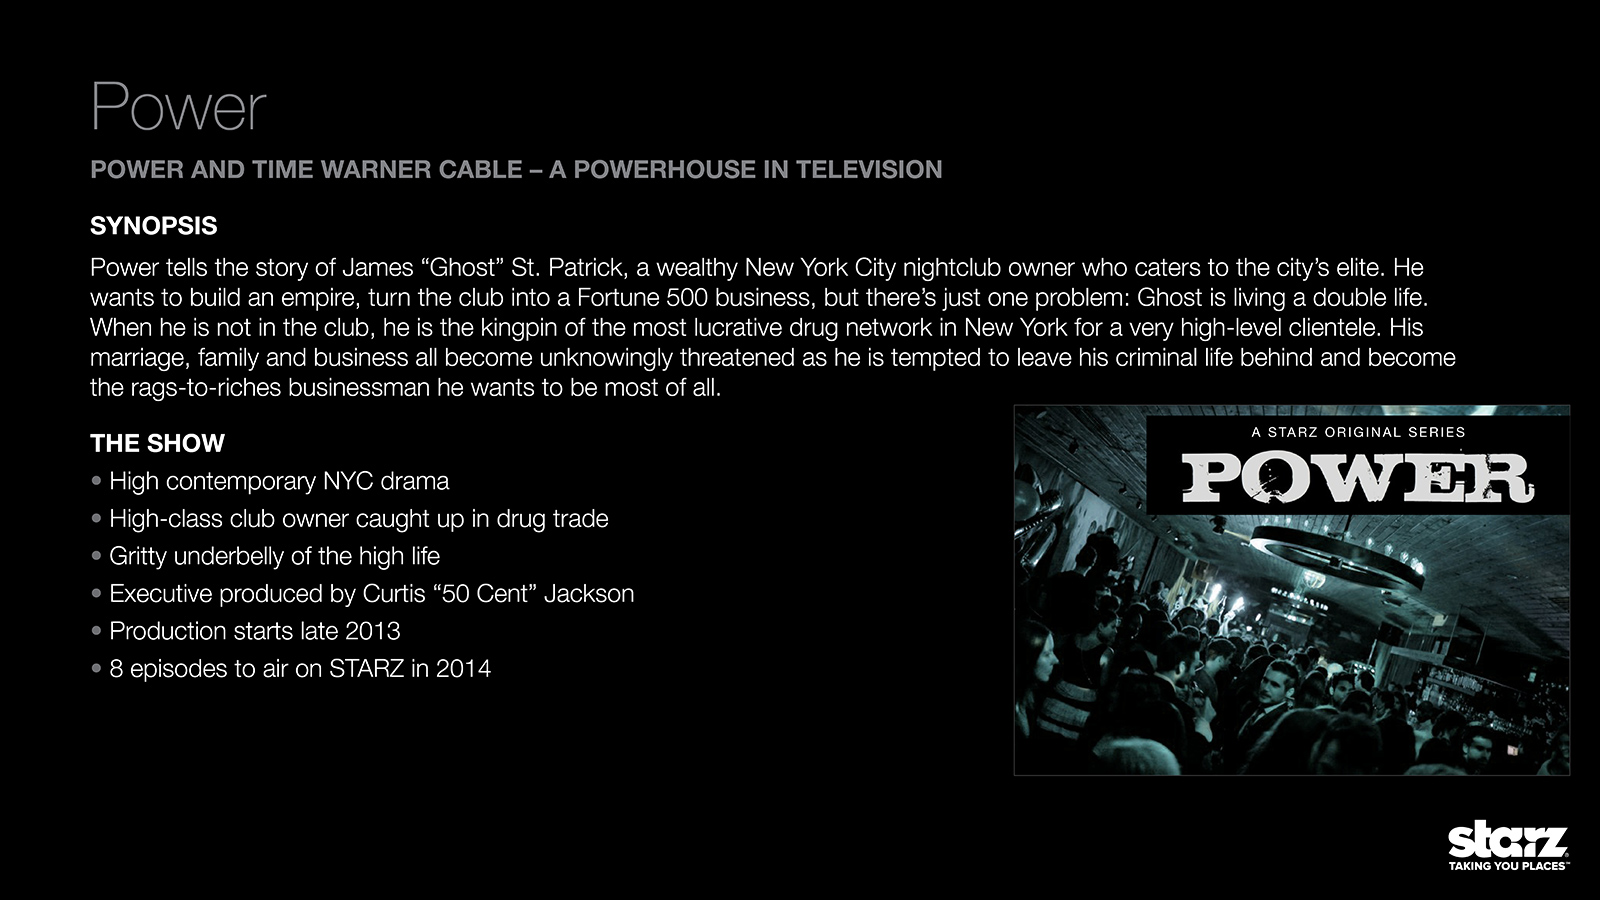 Power
POWER AND TIME WARNER CABLE – A POWERHOUSE IN TELEVISION
SYNOPSIS
Power tells the story of James “Ghost” St. Patrick, a wealthy New York City nightclub owner who caters to the city’s elite. He
wants to build an empire, turn the club into a Fortune 500 business, but there’s just one problem: Ghost is living a double life.
When he is not in the club, he is the kingpin of the most lucrative drug network in New York for a very high-level clientele. His
marriage, family and business all become unknowingly threatened as he is tempted to leave his criminal life behind and become
the rags-to-riches businessman he wants to be most of all.
THE SHOW
• High contemporary NYC drama
• High-class club owner caught up in drug trade
• Gritty underbelly of the high life
• Executive produced by Curtis “50 Cent” Jackson
• Production starts late 2013
• 8 episodes to air on STARZ in 2014
A STARZ ORIGINAL SERIES
POWER
starz
TAKING YOU PLACES™